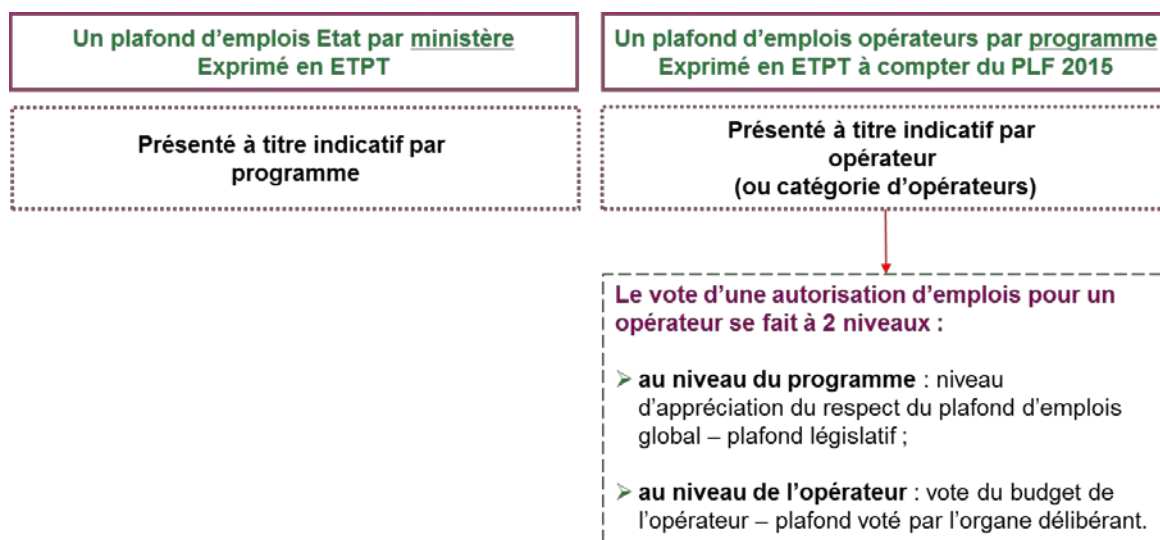 Un plafond d'emplois Etat par ministère
Exprimé en ETPT
Présenté à titre indicatif par
programme
Un plafond d'emplois opérateurs par programme
Exprimé en ETPT à compter du PLF 2015
Présenté à titre indicatif par
opérateur
(ou catégorie d'opérateurs)
Le vote d'une autorisation d'emplois pour un
opérateur se fait à 2 niveaux :
➢ au niveau du programme : niveau
d'appréciation du respect du plafond d'emplois
global – plafond législatif ;
➢ au niveau de l'opérateur : vote du budget de
l'opérateur – plafond voté par l'organe délibérant.